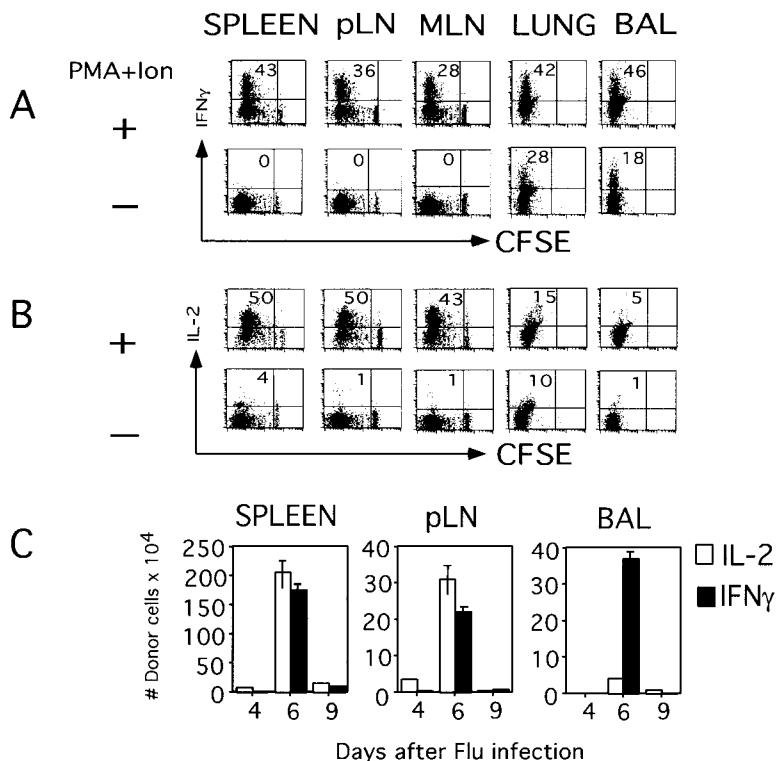 SPLEEN pLN MLN LUNG BAL
PMA+Ion
A
+
IFNγ
43 36 28 42 46
−
0 0 0 28 18
CFSE
B
+
IL-2
50 50 43 15 5
−
4 1 1 10 1
CFSE
C
SPLEEN pLN BAL
# Donor cells x 10⁴
250 200 150 100 50 0
40 30 20 10 0
40 30 20 10 0
IL-2
IFNγ
4 6 9 4 6 9 4 6 9
Days after Flu infection